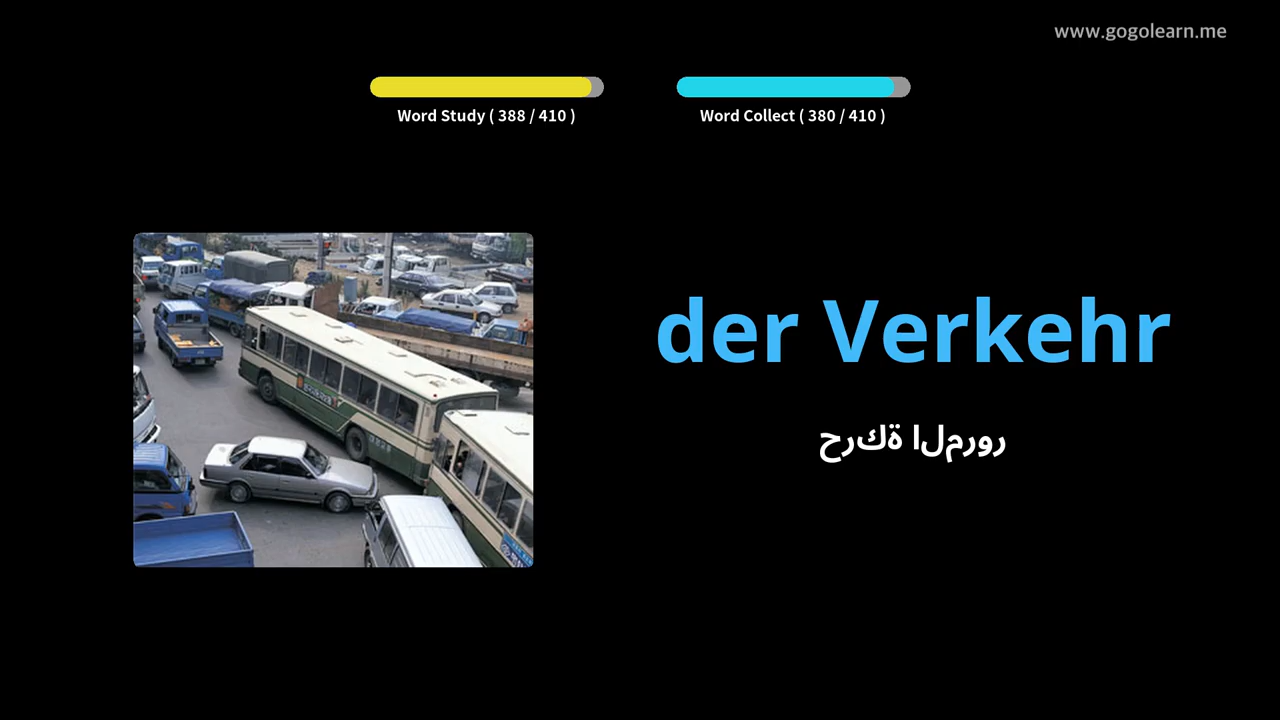 www.gogolearn.me
Word Study ( 388 / 410 )
Word Collect ( 380 / 410 )
der Verkehr
حركة المرور